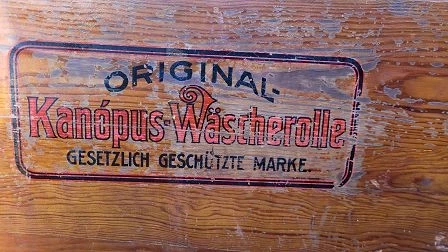 ORIGINAL-
Kanópus-Wäscherolle
GESETZLICH GESCHÜTZTE MARKE.